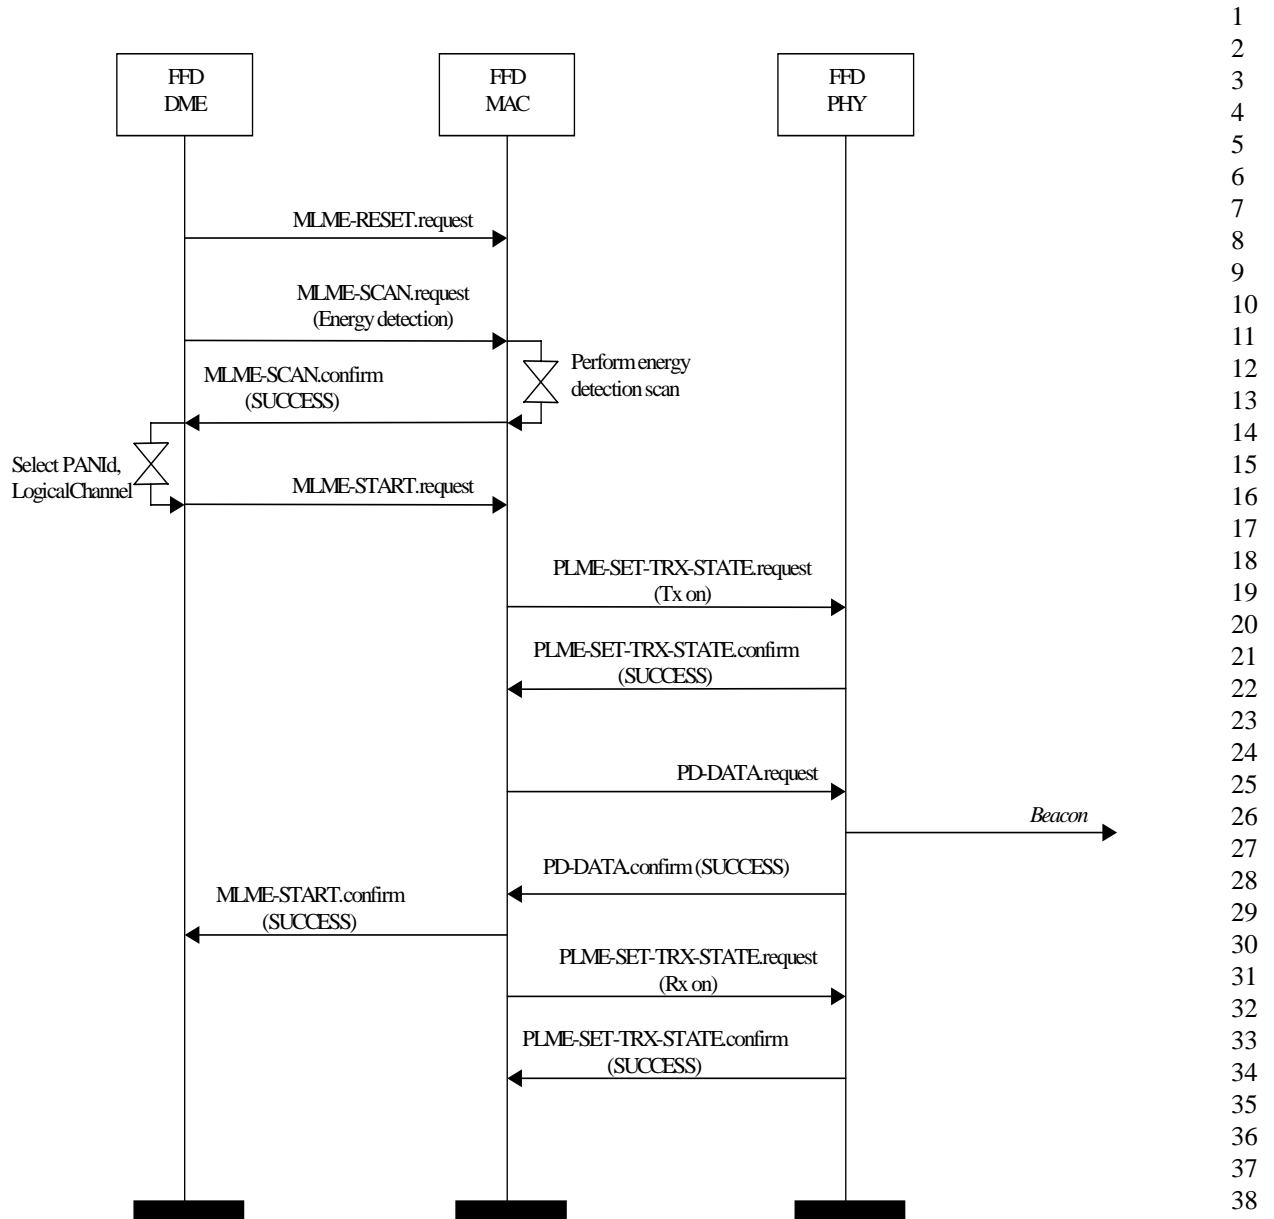 FFD
DME
FFD
MAC
FFD
PHY
MLME-RESET.request
MLME-SCAN.request
(Energy detection)
Perform energy
detection scan
MLME-SCAN.confirm
(SUCCESS)
Select PANId,
LogicalChannel
MLME-START.request
PLME-SET-TRX-STATE.request
(Tx on)
PLME-SET-TRX-STATE.confirm
(SUCCESS)
PD-DATA.request
Beacon
PD-DATA.confirm (SUCCESS)
MLME-START.confirm
(SUCCESS)
PLME-SET-TRX-STATE.request
(Rx on)
PLME-SET-TRX-STATE.confirm
(SUCCESS)
1
2
3
4
5
6
7
8
9
10
11
12
13
14
15
16
17
18
19
20
21
22
23
24
25
26
27
28
29
30
31
32
33
34
35
36
37
38